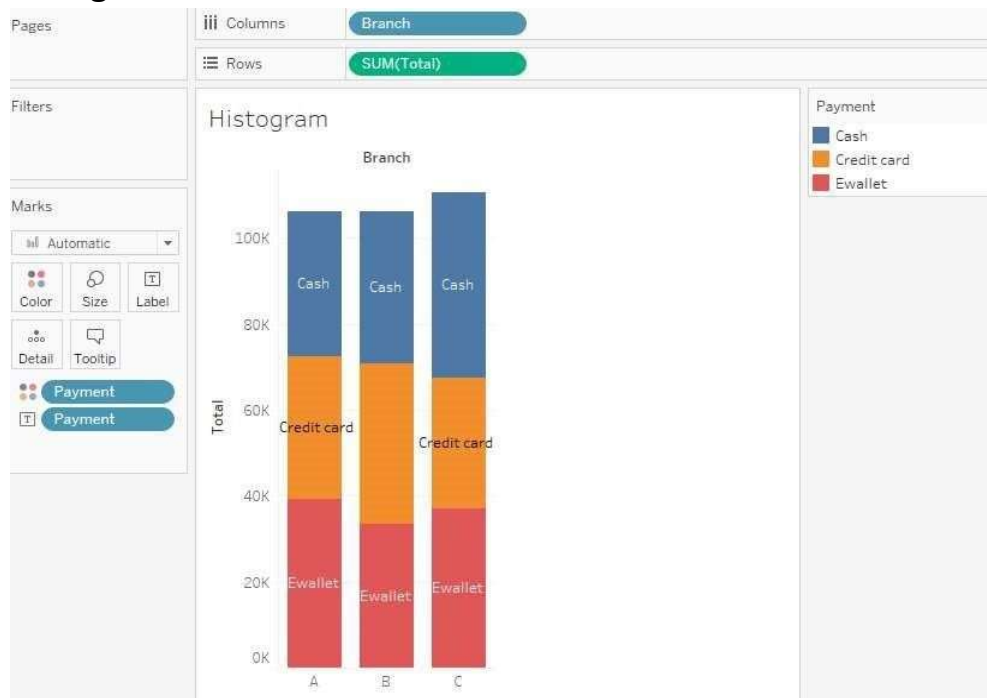 Pages
Columns
Branch
Rows
SUM(Total)
Filters
Marks
Automatic
Color
Size
Label
Detail
Tooltip
Payment
Payment
Histogram
Branch
Total
100K
80K
60K
40K
20K
0K
Cash
Cash
Cash
Credit card
Credit card
Ewallet
Ewallet
Ewallet
A
B
C
Payment
Cash
Credit card
Ewallet